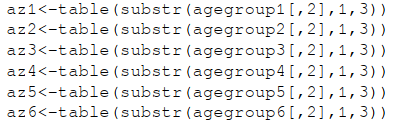 az1<-table(substr(agegroup1[,2],1,3))
az2<-table(substr(agegroup2[,2],1,3))
az3<-table(substr(agegroup3[,2],1,3))
az4<-table(substr(agegroup4[,2],1,3))
az5<-table(substr(agegroup5[,2],1,3))
az6<-table(substr(agegroup6[,2],1,3))